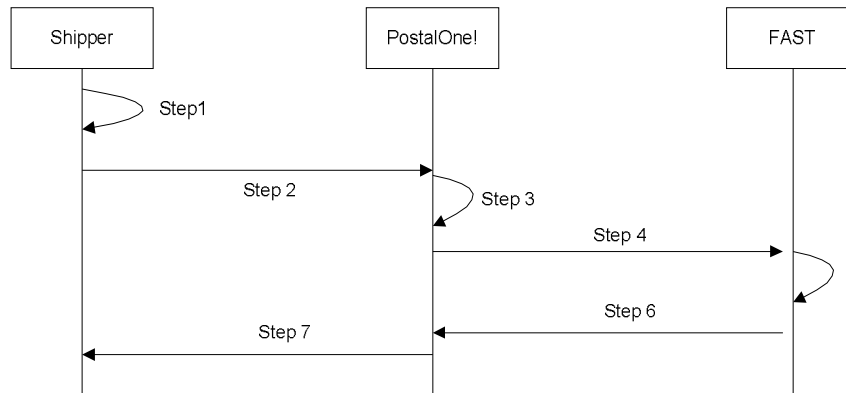 Shipper
PostalOne!
FAST
Step1
Step 2
Step 3
Step 4
Step 6
Step 7